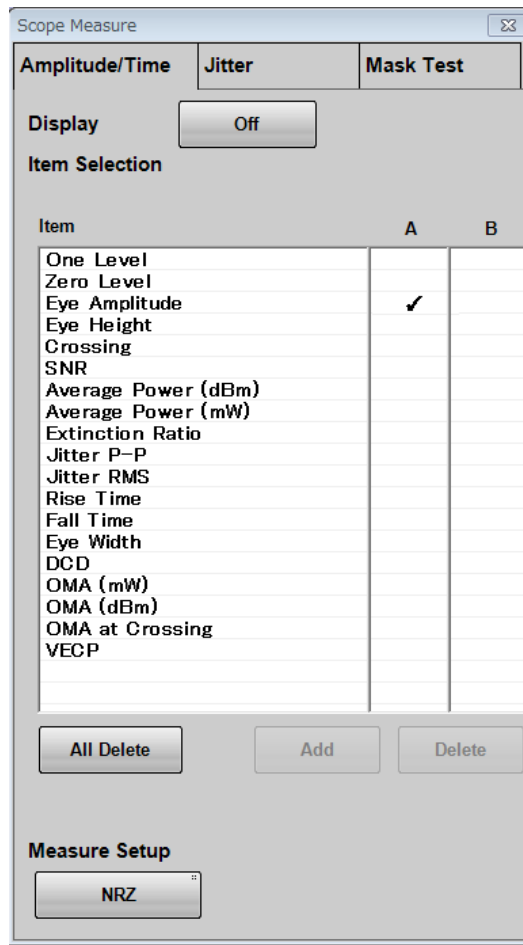 Scope Measure
Amplitude/Time Jitter Mask Test
Display Off
Item Selection
Item A B
One Level
Zero Level
Eye Amplitude ✓
Eye Height
Crossing
SNR
Average Power (dBm)
Average Power (mW)
Extinction Ratio
Jitter P-P
Jitter RMS
Rise Time
Fall Time
Eye Width
DCD
OMA (mW)
OMA (dBm)
OMA at Crossing
VECP
All Delete Add Delete
Measure Setup
NRZ